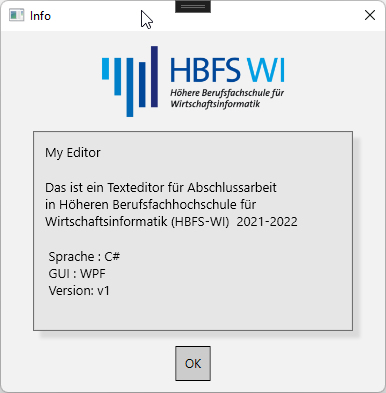 Info
HBFS WI
Höhere Berufsfachschule für
Wirtschaftsinformatik
My Editor
Das ist ein Texteditor für Abschlussarbeit
in Höheren Berufsfachhochschule für
Wirtschaftsinformatik (HBFS-WI)  2021-2022
Sprache : C#
GUI : WPF
Version: v1
OK